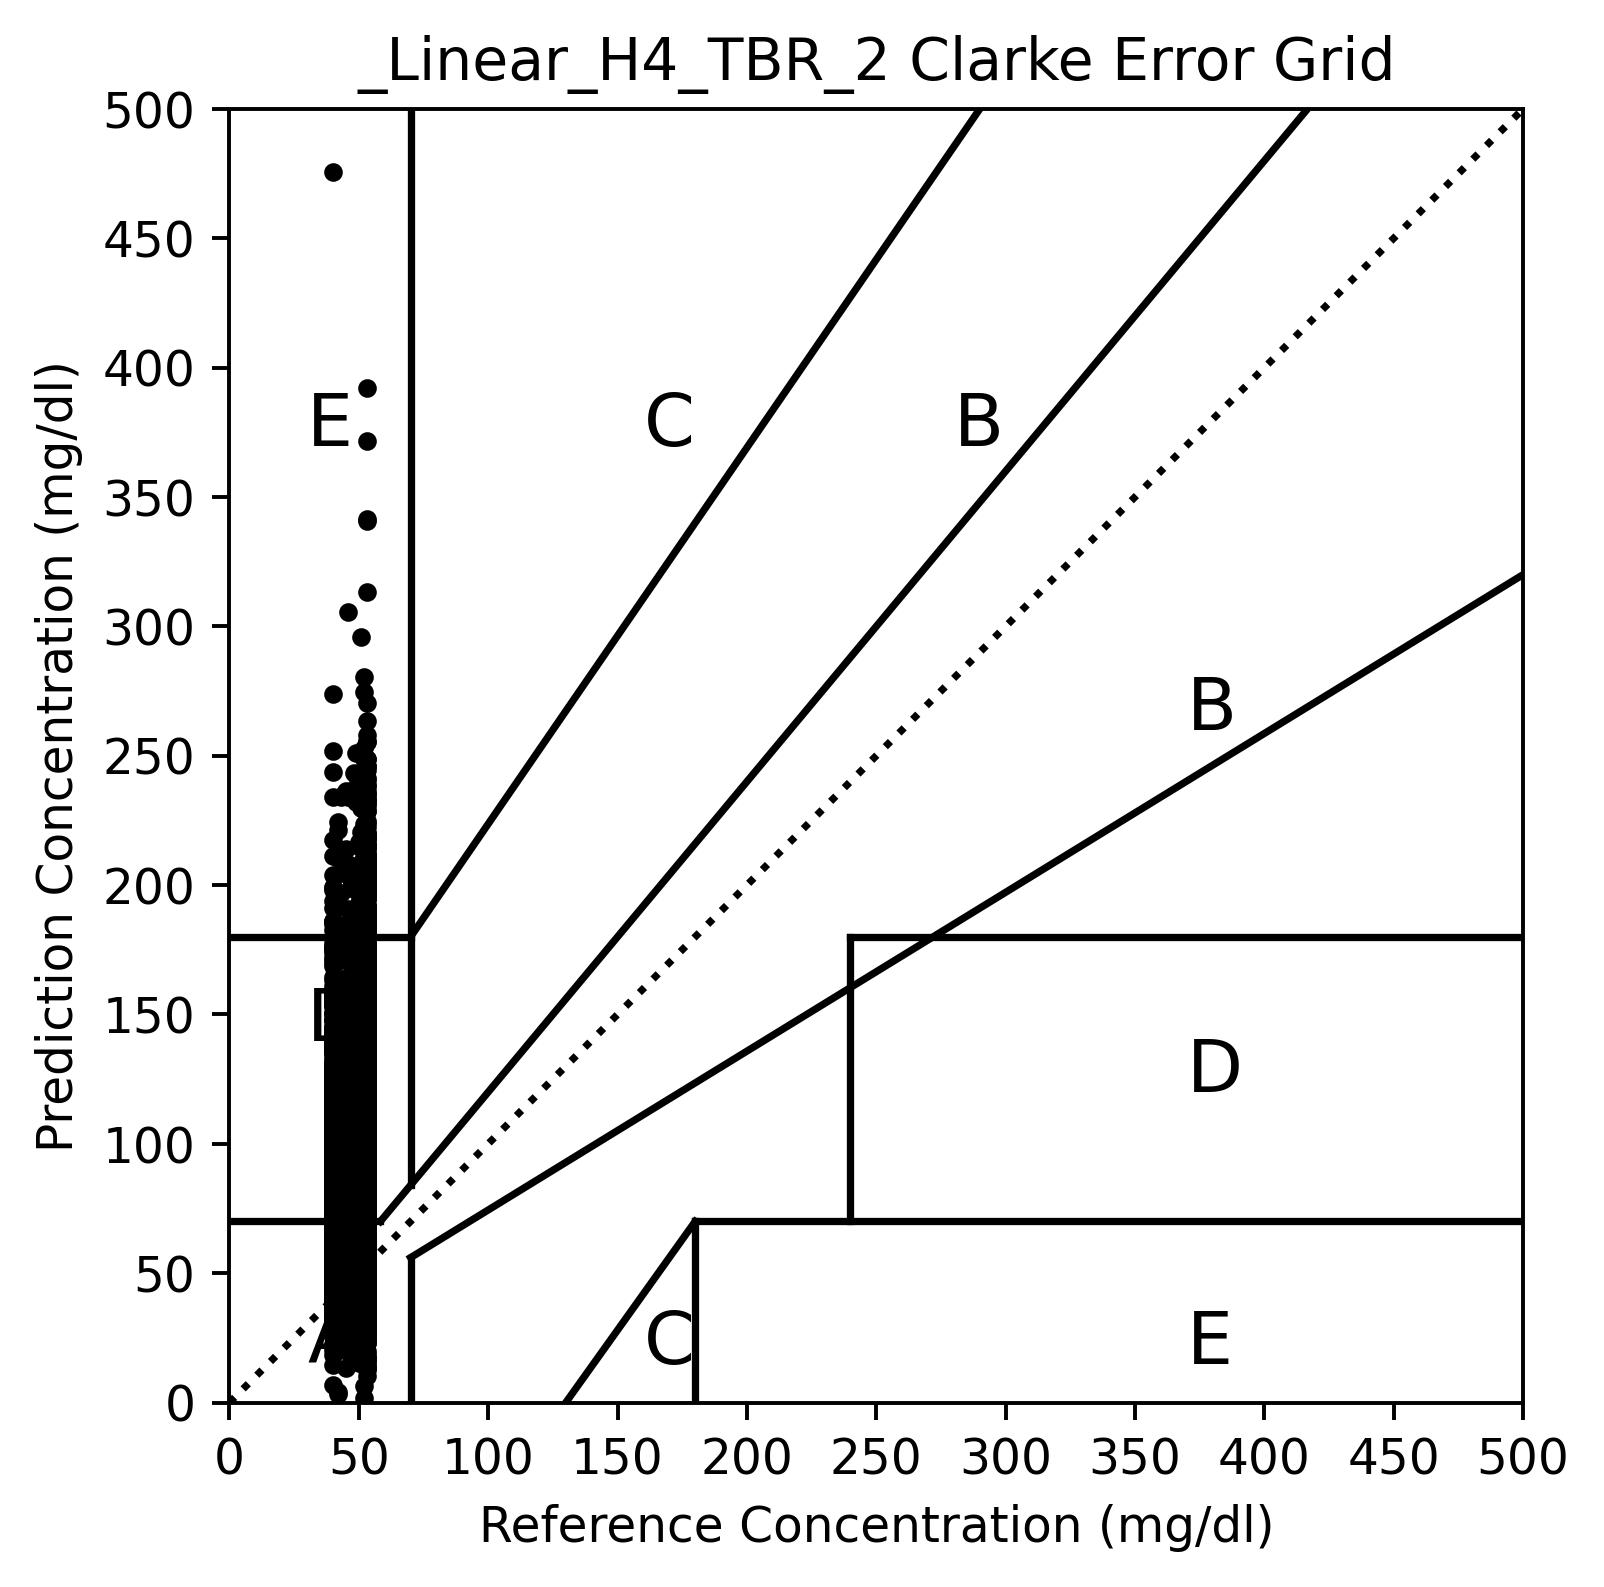 _Linear_H4_TBR_2 Clarke Error Grid
500
450
400
350
300
250
200
150
100
50
0
Prediction Concentration (mg/dl)
E
C
B
B
D
D
A
C
E
0 50 100 150 200 250 300 350 400 450 500
Reference Concentration (mg/dl)